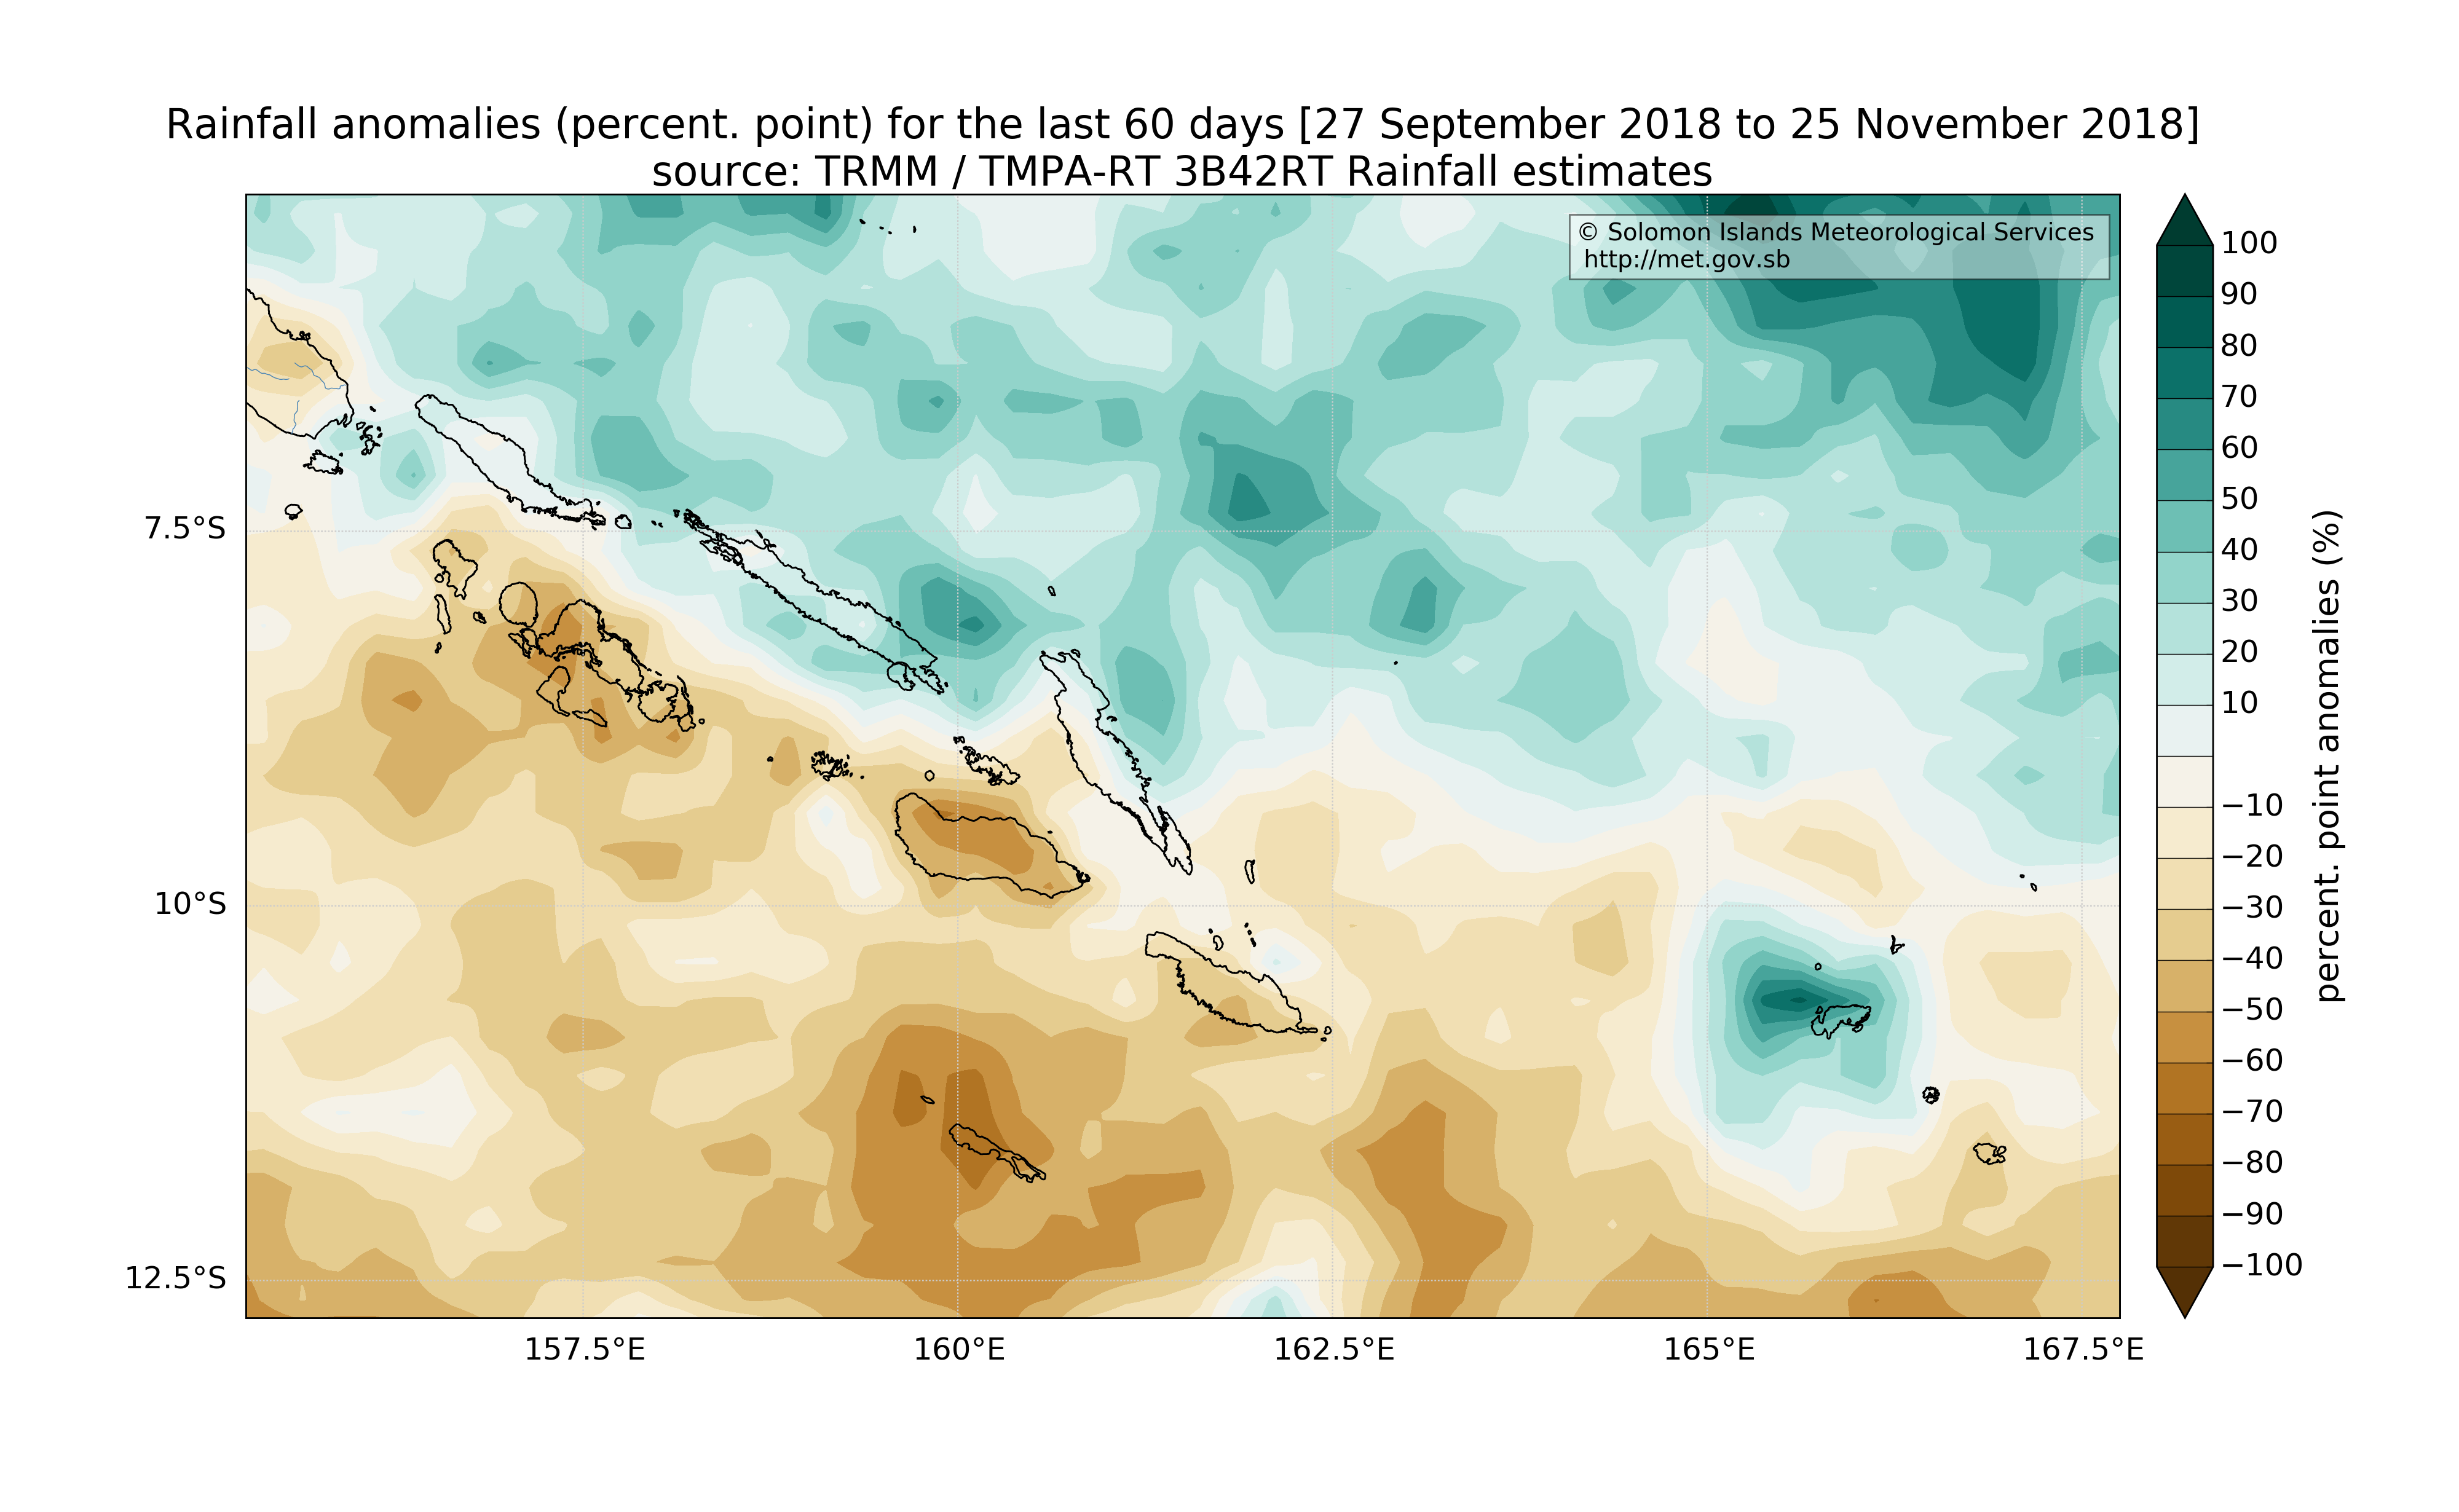 Rainfall anomalies (percent. point) for the last 60 days [27 September 2018 to 25 November 2018]
source: TRMM / TMPA-RT 3B42RT Rainfall estimates
© Solomon Islands Meteorological Services
http://met.gov.sb
7.5°S
10°S
12.5°S
157.5°E
160°E
162.5°E
165°E
167.5°E
100
90
80
70
60
50
40
30
20
10
−10
−20
−30
−40
−50
−60
−70
−80
−90
−100
percent. point anomalies (%)